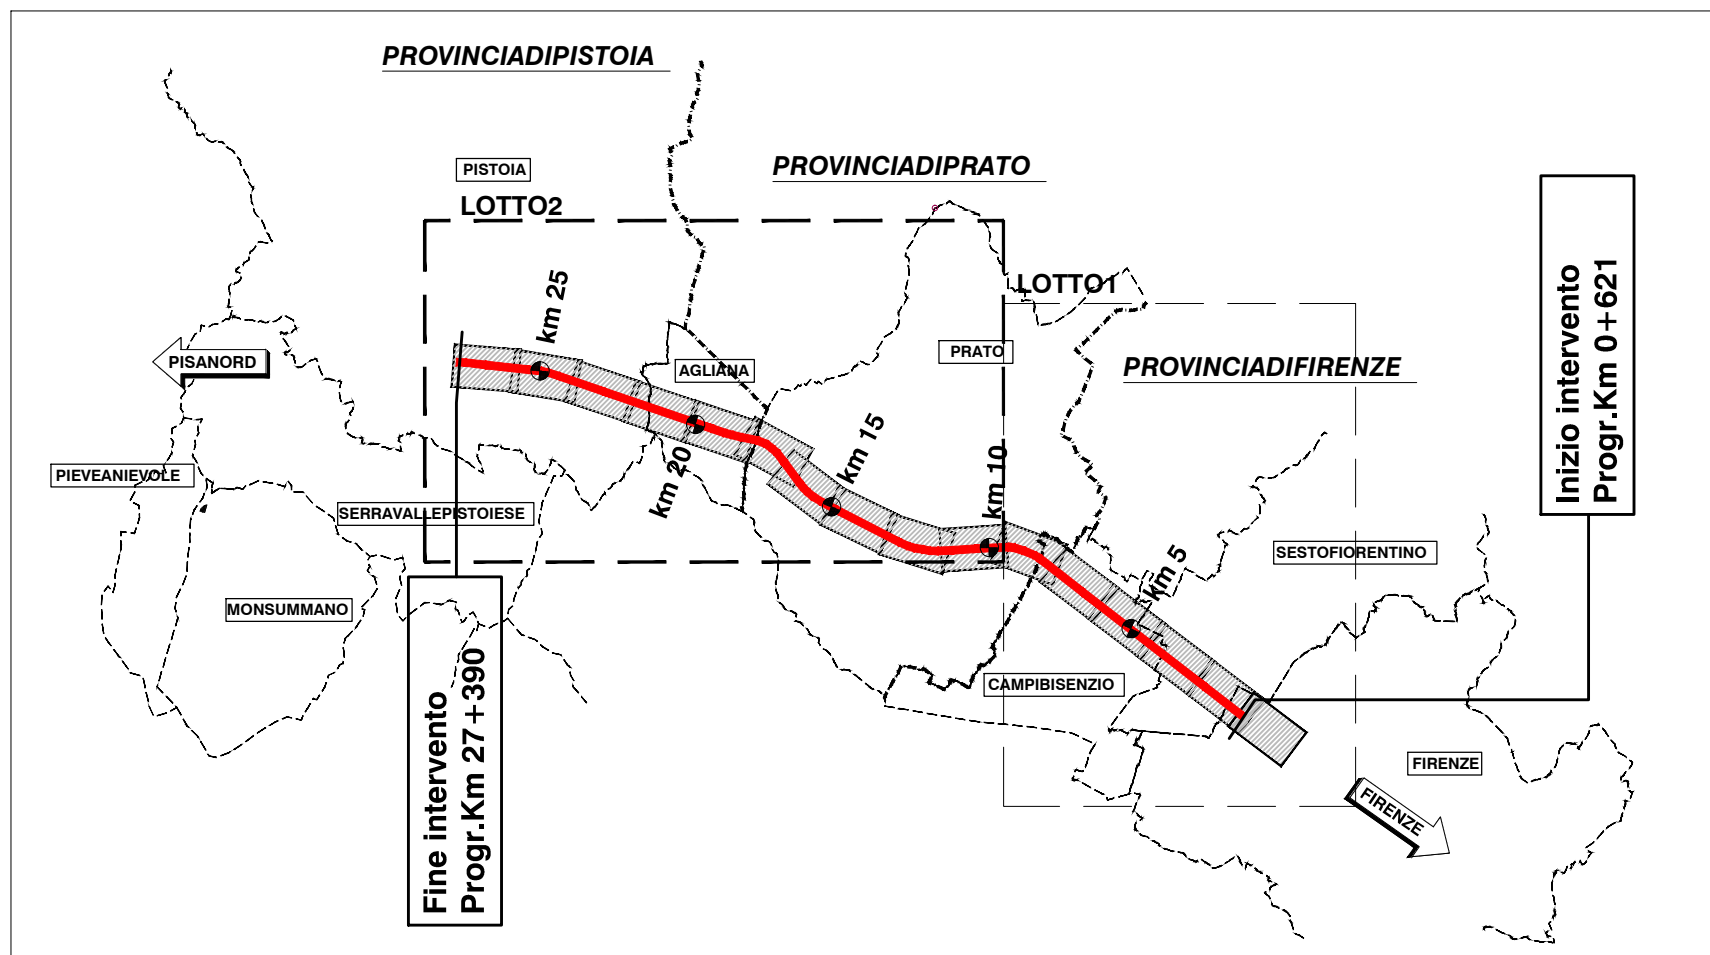 PROVINCIADIPISTOIA
PROVINCIADIPRATO
PISTOIA
LOTTO2
LOTTO1
km 25
Inizio intervento
Progr.Km 0+621
PISANORD
AGLIANA
PRATO
PROVINCIADIFIRENZE
km 20
km 15
km 10
PIEVEANIEVOLE
SERRAVALLEPISTOIESE
SESTOFIORENTINO
km 5
MONSUMMANO
CAMPIBISENZIO
Fine intervento
Progr.Km 27+390
FIRENZE
FIRENZE